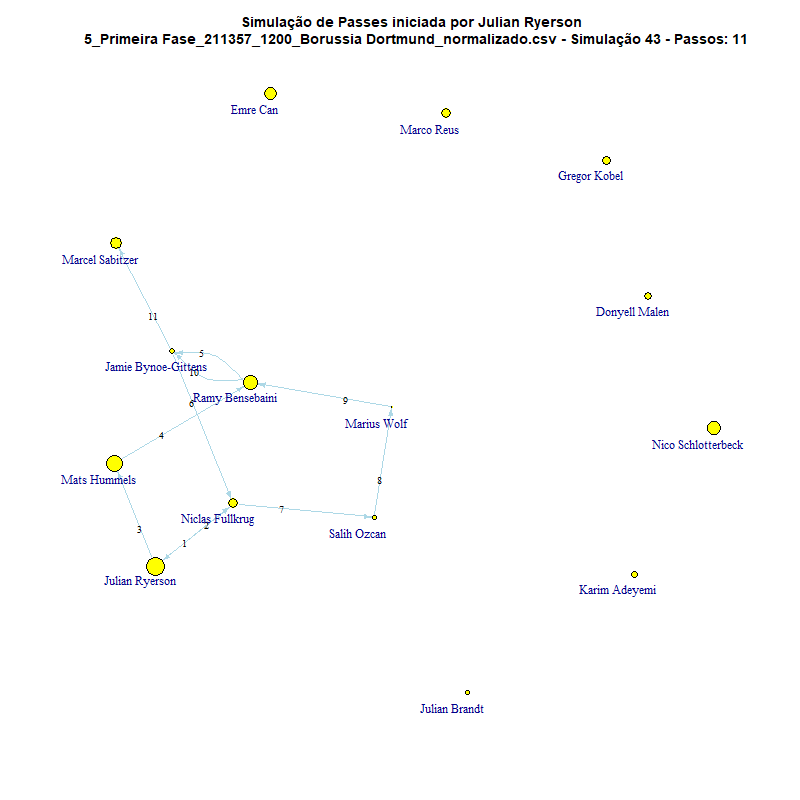 Simulação de Passes iniciada por Julian Ryerson
5_Primeira Fase_211357_1200_Borussia Dortmund_normalizado.csv - Simulação 43 - Passos: 11
Emre Can
Marco Reus
Gregor Kobel
Marcel Sabitzer
Donyell Malen
11
5
Jamie Bynoe-Gittens
10
Ramy Bensebaini
6
9
Marius Wolf
4
Nico Schlotterbeck
Mats Hummels
8
7
Niclas Fullkrug
2
3
Salih Ozcan
1
Julian Ryerson
Karim Adeyemi
Julian Brandt